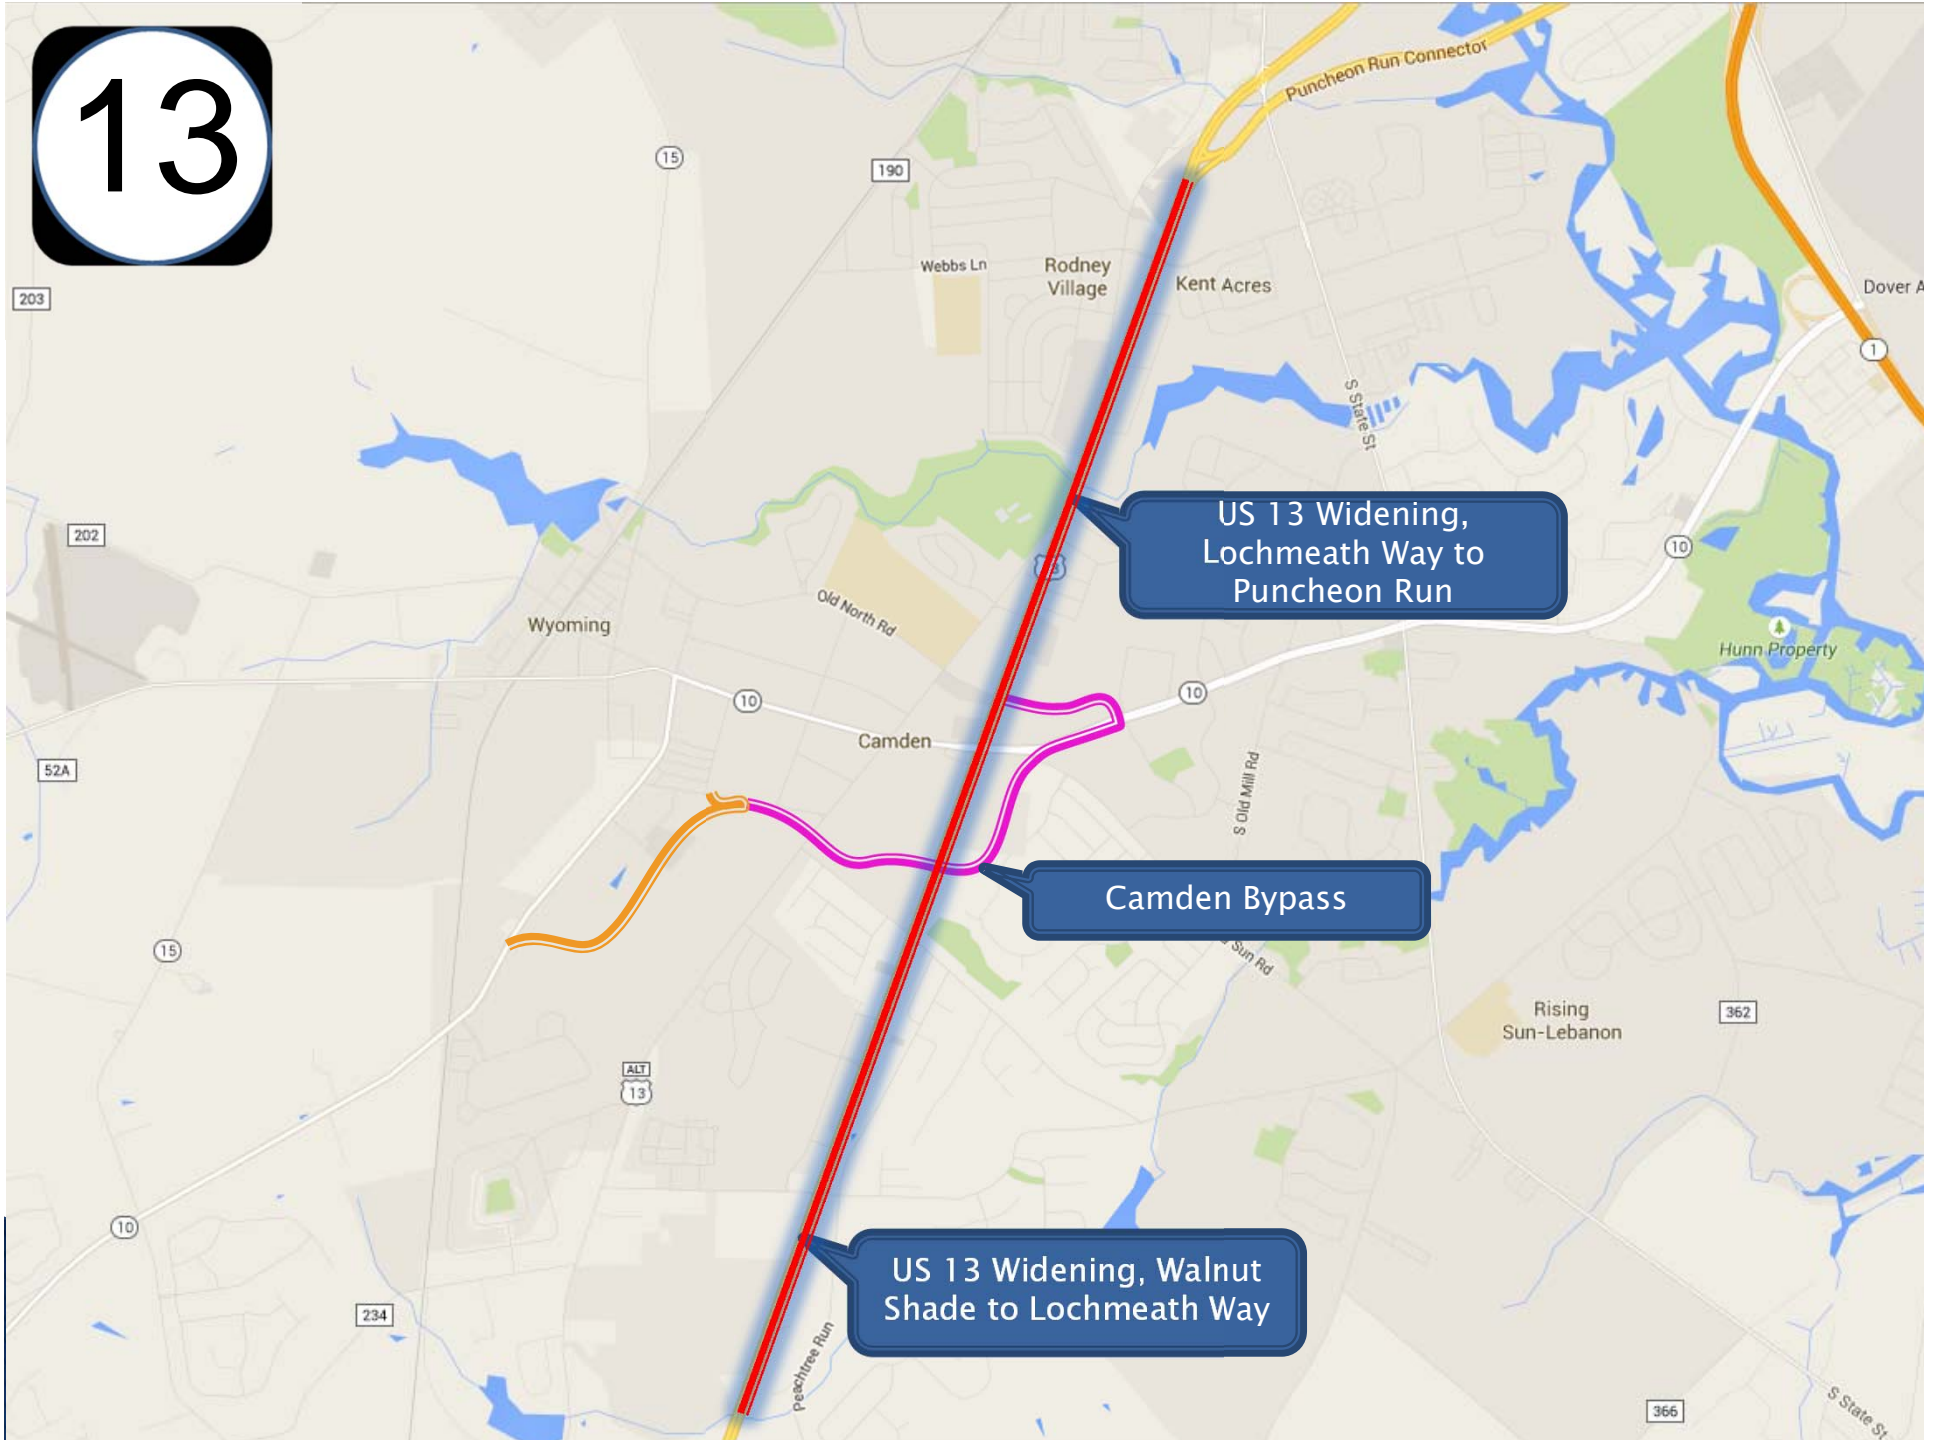 13
Puncheon Run Connector
15
190
Webbs Ln
Rodney
Village
Kent Acres
203
Dover A
1
S State St
US 13 Widening,
Lochmeath Way to
Puncheon Run
202
10
Old North Rd
Wyoming
Hunn Property
10
10
Camden
52A
S Old Mill Rd
Camden Bypass
15
Sun Rd
Rising
Sun-Lebanon
362
ALT
13
10
US 13 Widening, Walnut
Shade to Lochmeath Way
234
Peachtree Run
366
S State St